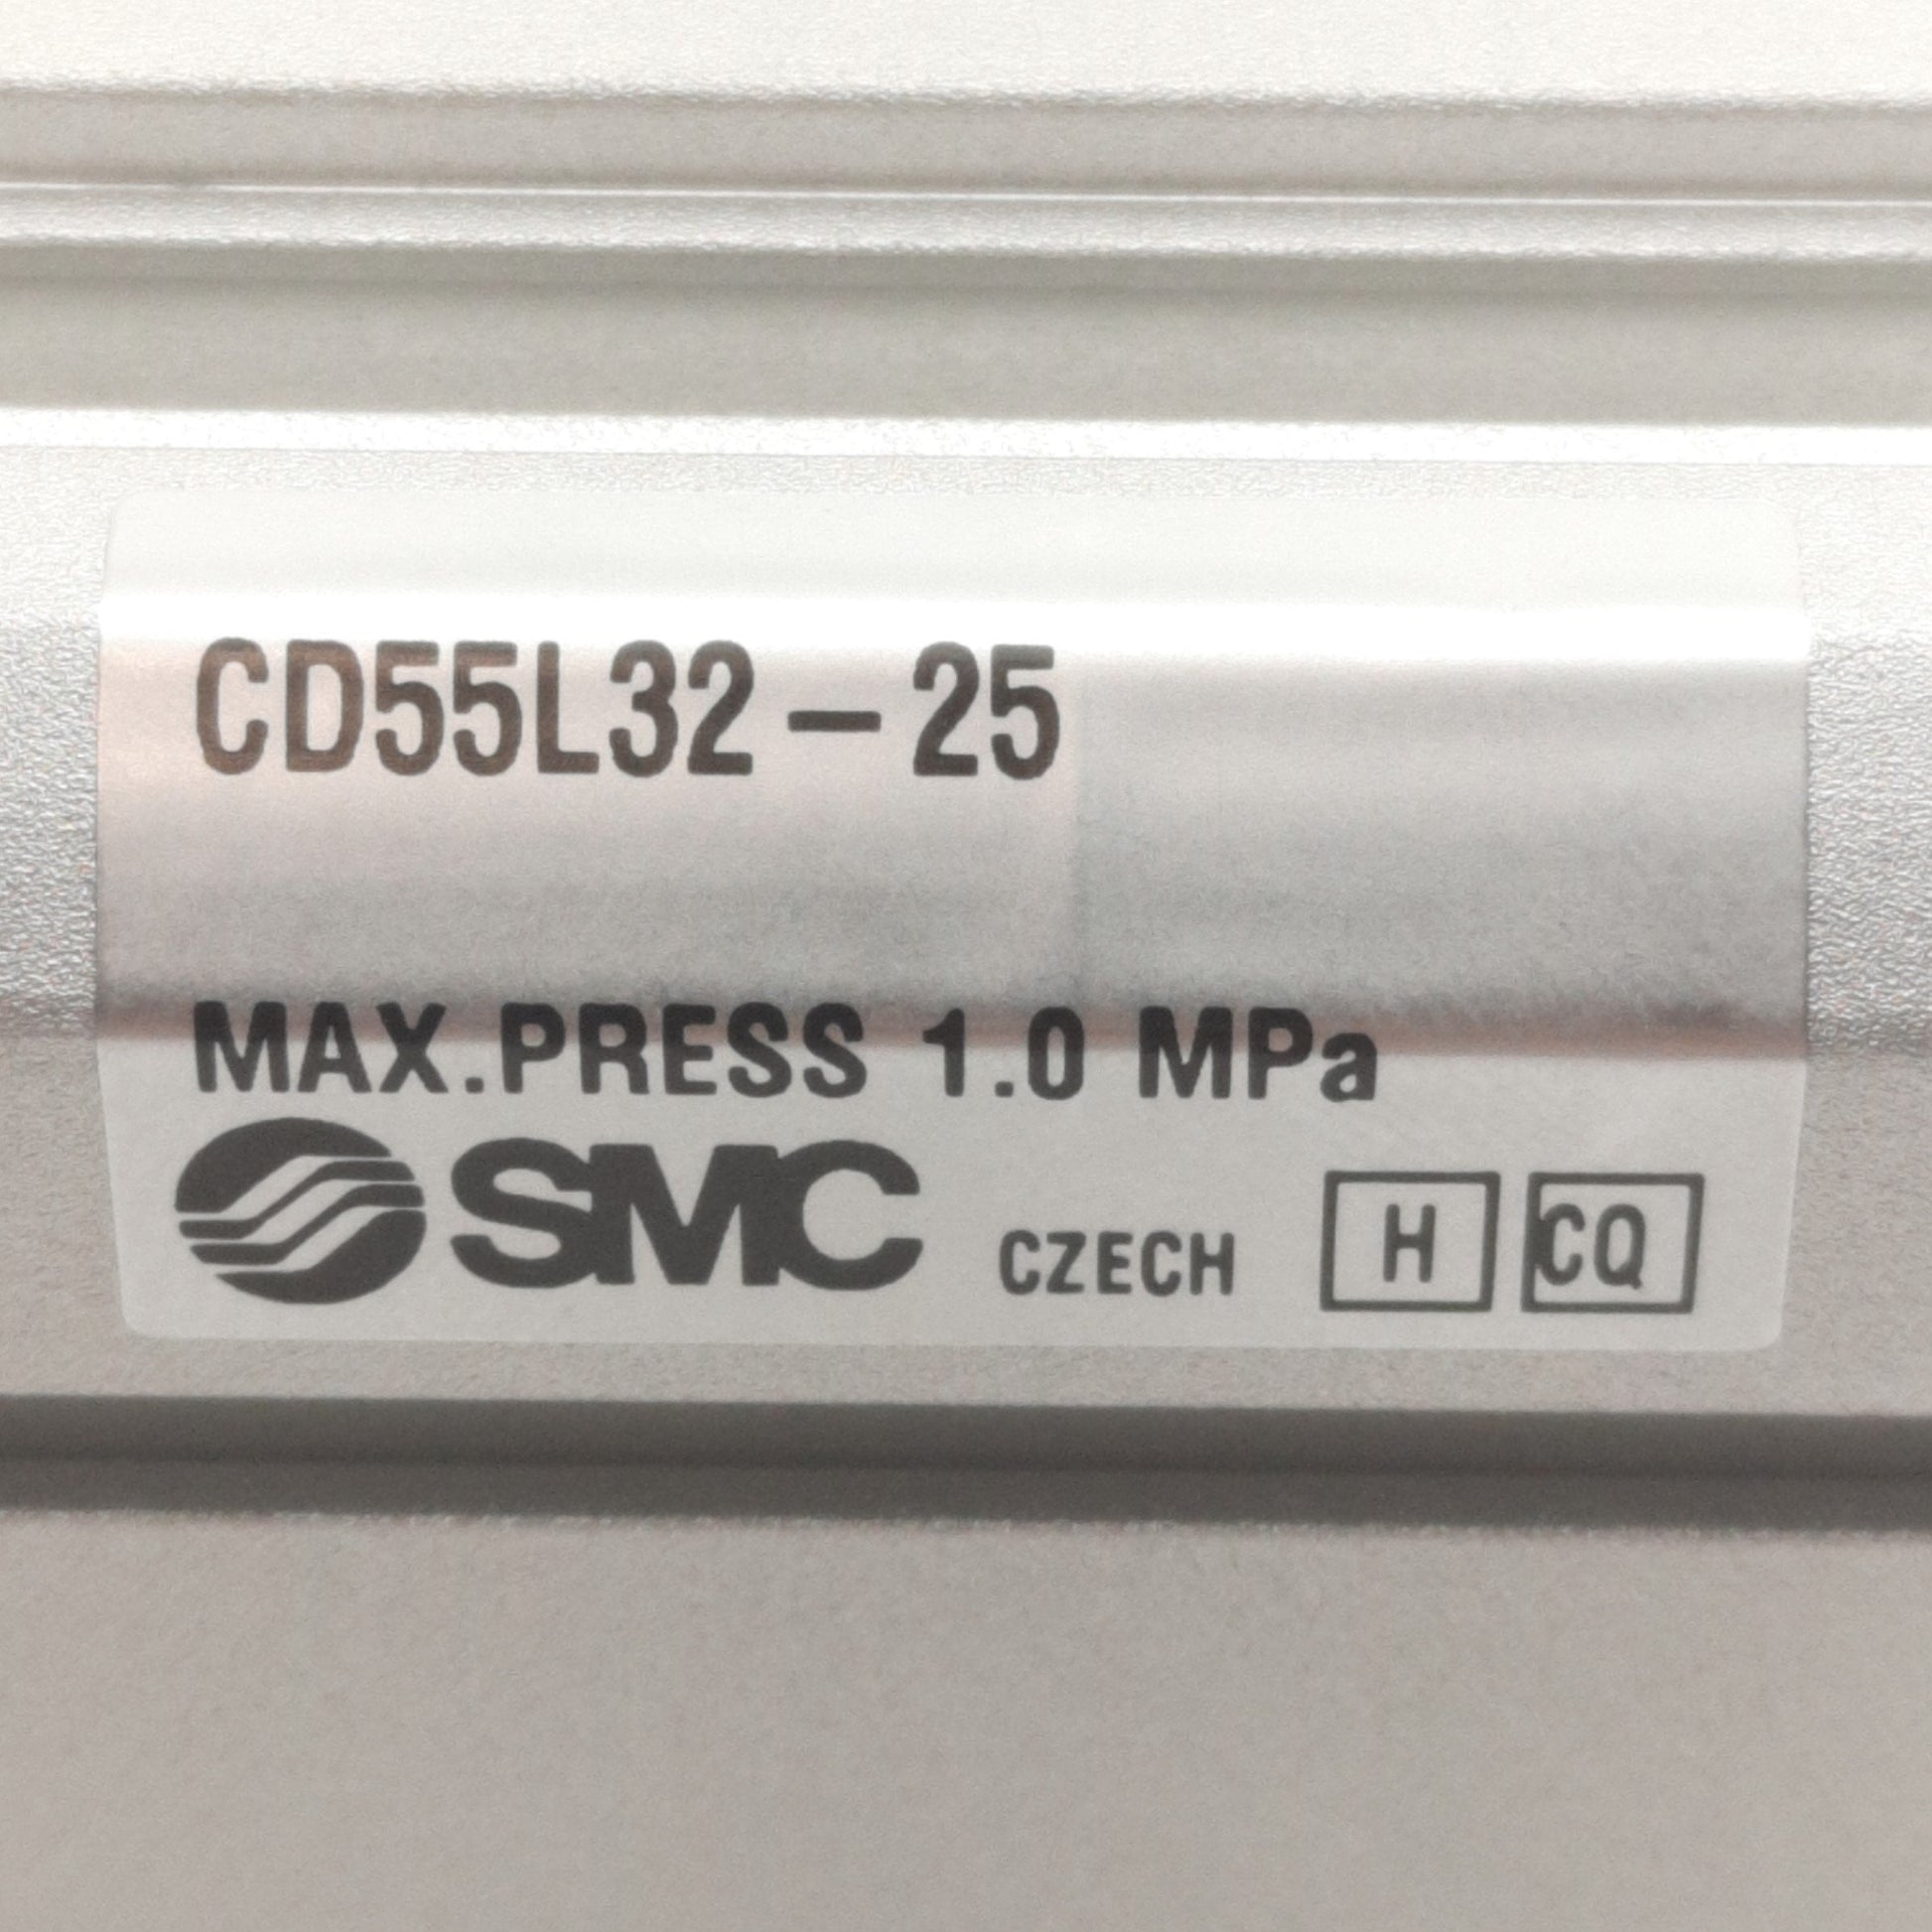 CD55L32-25
MAX.PRESS 1.0 MPa
SMC CZECH H CQ